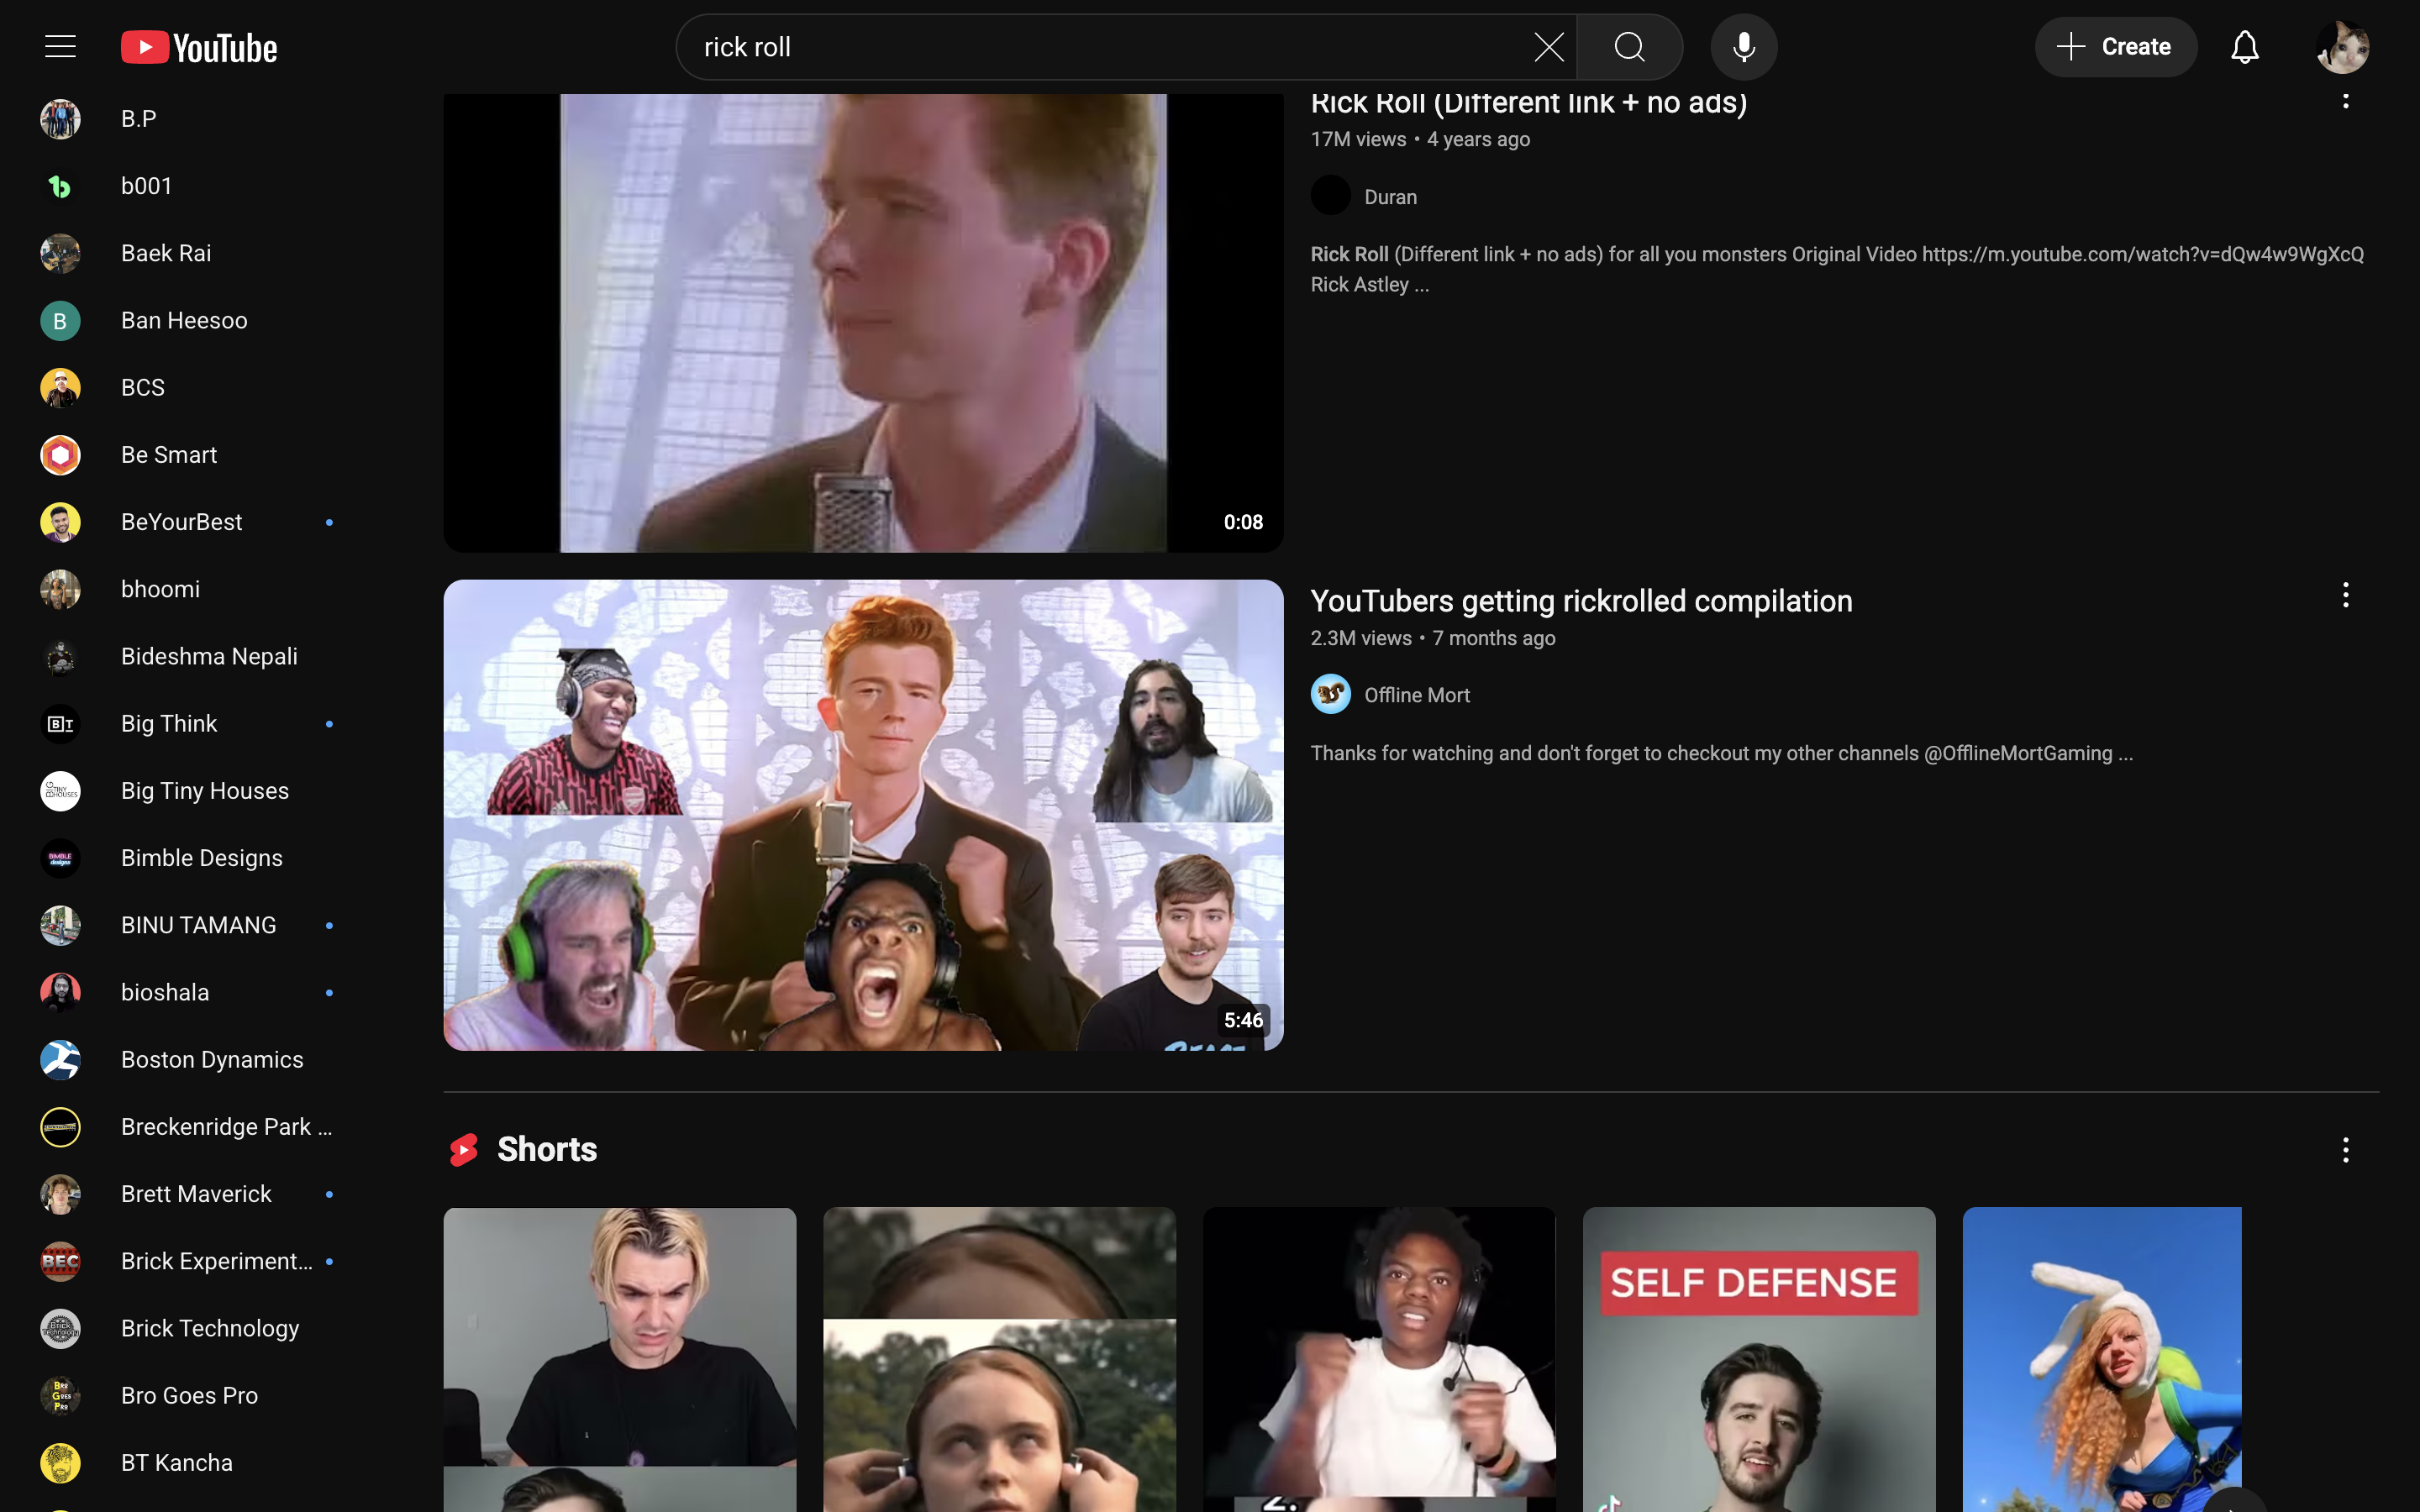 YouTube
rick roll
Create
B.P
b001
Baek Rai
B
Ban Heesoo
BCS
Be Smart
BeYourBest
bhoomi
Bideshma Nepali
Big Think
Big Tiny Houses
Bimble Designs
BINU TAMANG
bioshala
Boston Dynamics
Breckenridge Park ...
Brett Maverick
BEC
Brick Experiment...
Brick Technology
Bro Goes Pro
BT Kancha
0:08
Rick Roll (Different link + no ads)
17M views • 4 years ago
Duran
Rick Roll (Different link + no ads) for all you monsters Original Video https://m.youtube.com/watch?v=dQw4w9WgXcQ
Rick Astley ...
5:46
YouTubers getting rickrolled compilation
2.3M views • 7 months ago
Offline Mort
Thanks for watching and don't forget to checkout my other channels @OfflineMortGaming ...
Shorts
2.
SELF DEFENSE